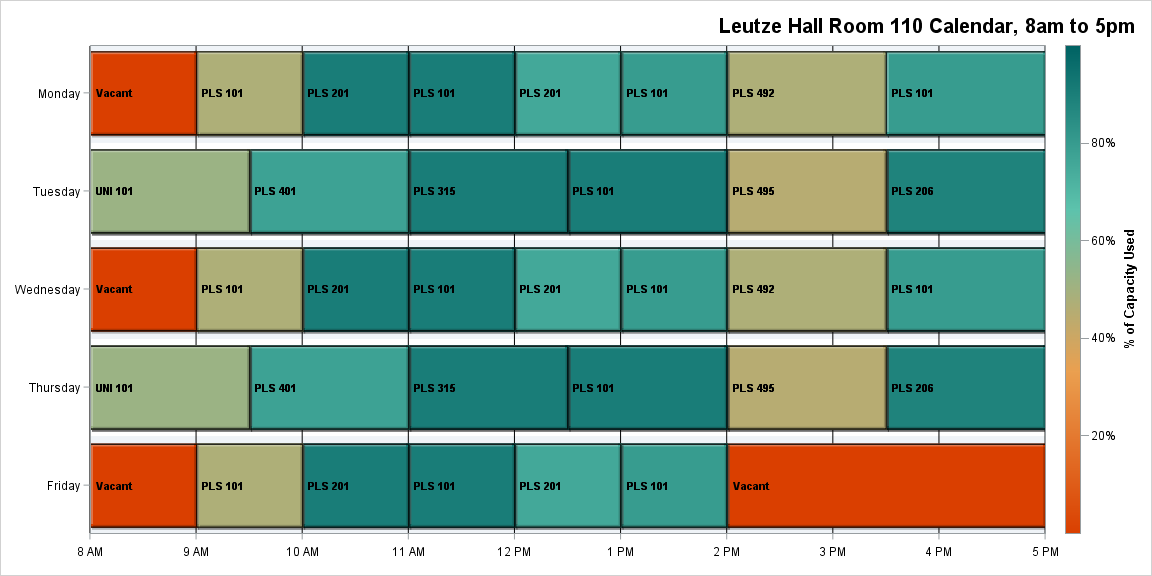 Leutze Hall Room 110 Calendar, 8am to 5pm
Monday
Vacant
PLS 101
PLS 201
PLS 101
PLS 201
PLS 101
PLS 492
PLS 101
Tuesday
UNI 101
PLS 401
PLS 315
PLS 101
PLS 495
PLS 206
Wednesday
Vacant
PLS 101
PLS 201
PLS 101
PLS 201
PLS 101
PLS 492
PLS 101
Thursday
UNI 101
PLS 401
PLS 315
PLS 101
PLS 495
PLS 206
Friday
Vacant
PLS 101
PLS 201
PLS 101
PLS 201
PLS 101
Vacant
8 AM
9 AM
10 AM
11 AM
12 PM
1 PM
2 PM
3 PM
4 PM
5 PM
80%
60%
40%
20%
% of Capacity Used